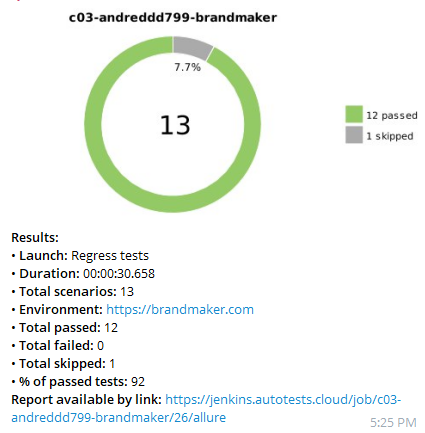 c03-andreddd799-brandmaker
7.7%
13
12 passed
1 skipped
Results:
• Launch: Regress tests
• Duration: 00:00:30.658
• Total scenarios: 13
• Environment: https://brandmaker.com
• Total passed: 12
• Total failed: 0
• Total skipped: 1
• % of passed tests: 92
Report available by link: https://jenkins.autotests.cloud/job/c03-
andreddd799-brandmaker/26/allure
5:25 PM